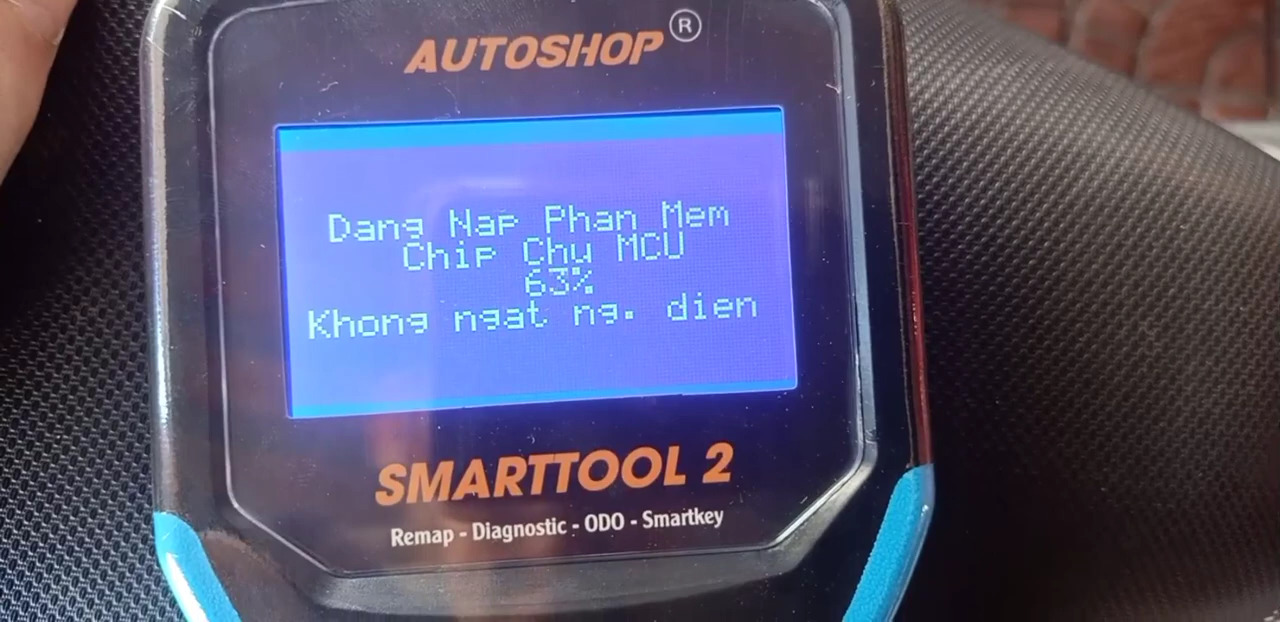 AUTOSHOP ®
Dang Nap Phan Mem
Chip Chu MCU
63%
Khong ngat ng. dien
SMARTTOOL 2
Remap - Diagnostic - ODO - Smartkey